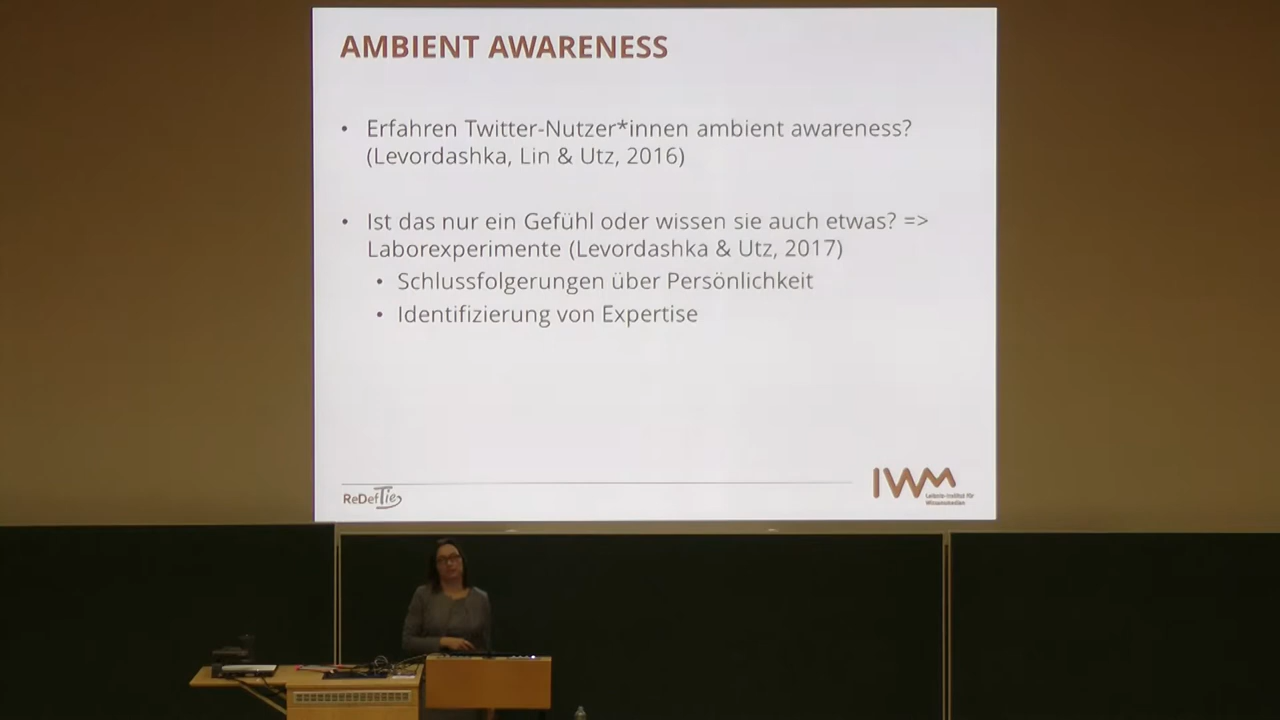 AMBIENT AWARENESS
• Erfahren Twitter-Nutzer*innen ambient awareness?
(Levordashka, Lin & Utz, 2016)
• Ist das nur ein Gefühl oder wissen sie auch etwas? =>
Laborexperimente (Levordashka & Utz, 2017)
• Schlussfolgerungen über Persönlichkeit
• Identifizierung von Expertise
ReDefTie
IWM
Leibniz-Institut für
Wissensmedien